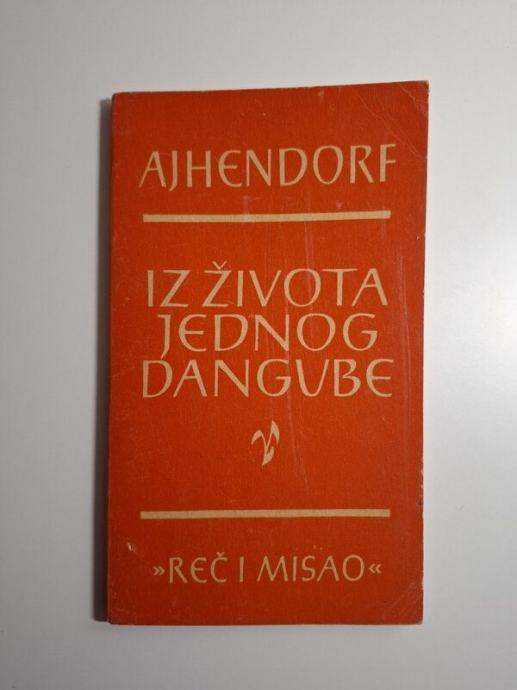 AJHENDORF
IZ ŽIVOTA
JEDNOG
DANGUBE
»REČ I MISAO«